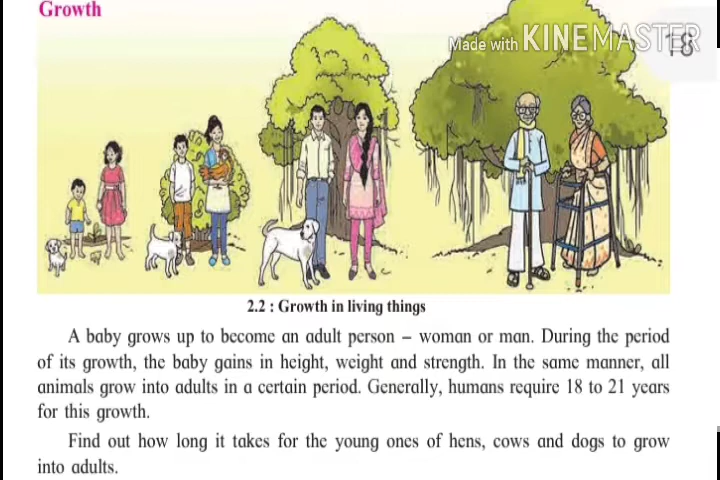 Growth
Made with KINEMASTER
18
2.2 : Growth in living things
A baby grows up to become an adult person – woman or man. During the period
of its growth, the baby gains in height, weight and strength. In the same manner, all
animals grow into adults in a certain period. Generally, humans require 18 to 21 years
for this growth.
Find out how long it takes for the young ones of hens, cows and dogs to grow
into adults.